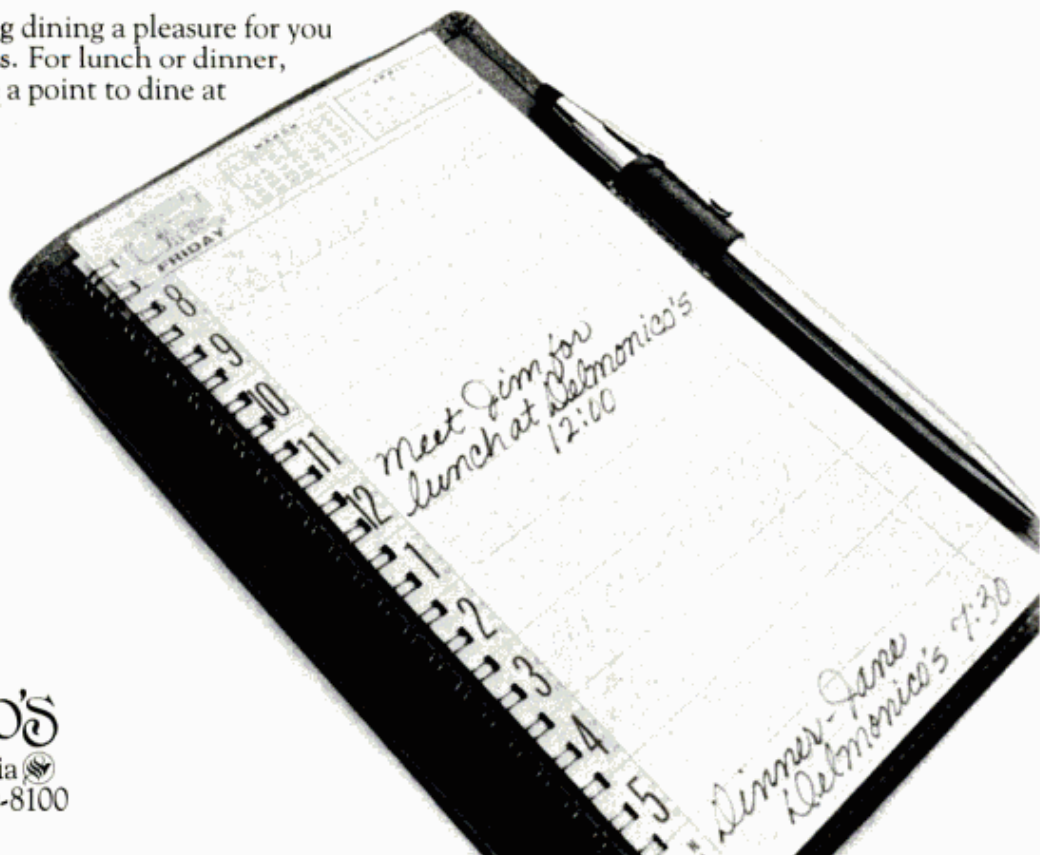 g dining a pleasure for you
s. For lunch or dinner,
a point to dine at
APRIL
MARCH
FRIDAY
8
9
10
11
12
1
2
3
4
5
Meet Jim for
lunch at Delmonico's
12:00
Dinner - Jane
Delmonico's 7:30
O'S
ia
-8100